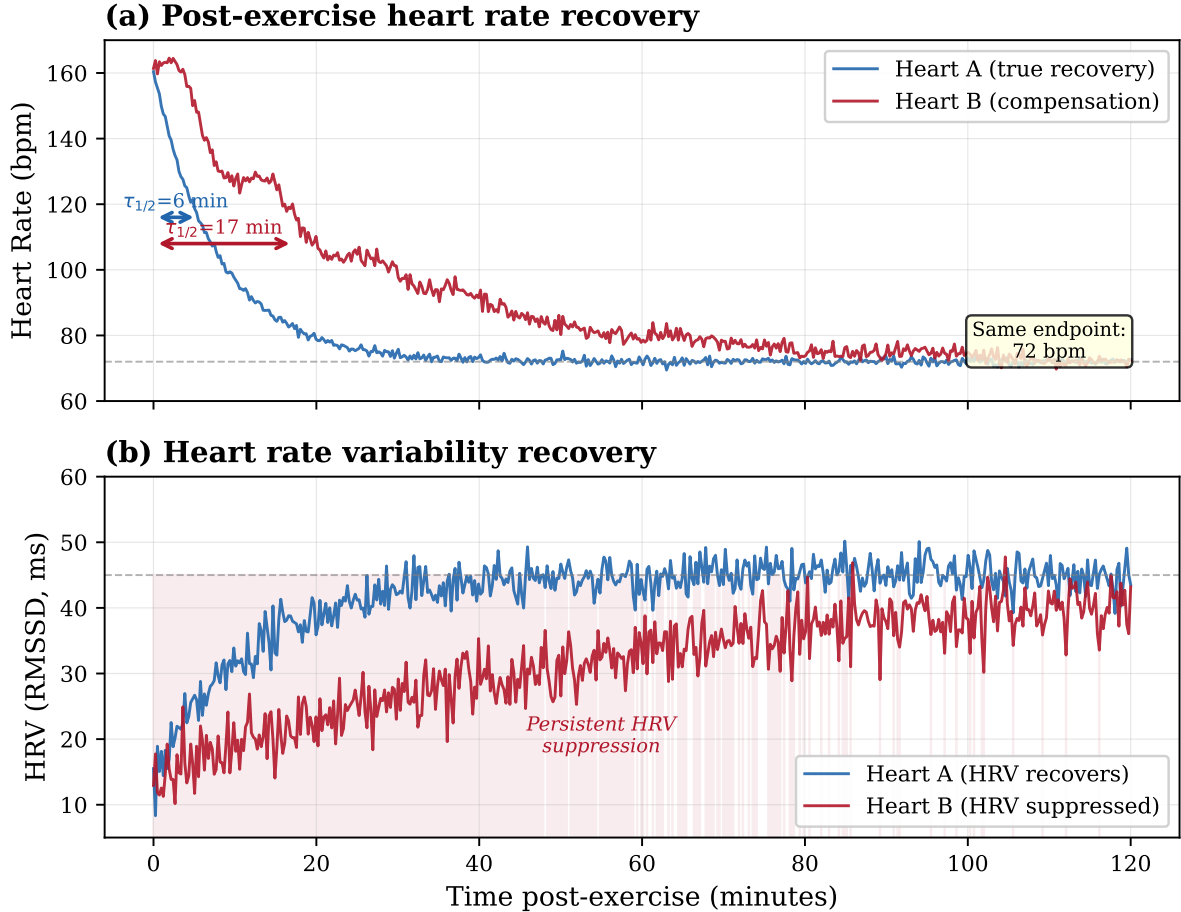 (a) Post-exercise heart rate recovery
Heart Rate (bpm)
160
140
120
100
80
60
Heart A (true recovery)
Heart B (compensation)
τ1/2=6 min
τ1/2=17 min
Same endpoint:
72 bpm
(b) Heart rate variability recovery
HRV (RMSSD, ms)
60
50
40
30
20
10
Persistent HRV
suppression
Heart A (HRV recovers)
Heart B (HRV suppressed)
0
20
40
60
80
100
120
Time post-exercise (minutes)